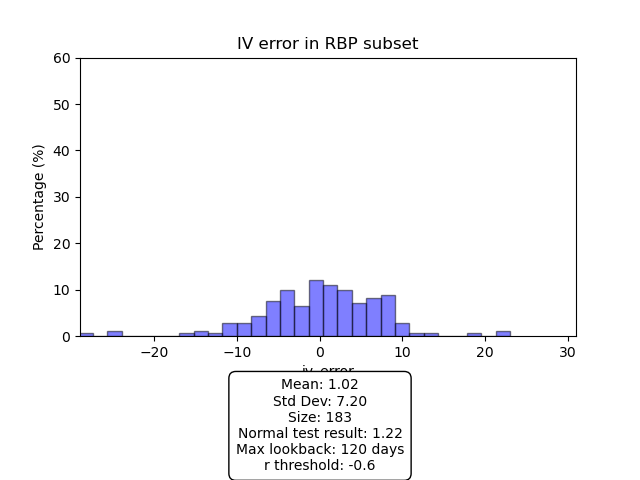 IV error in RBP subset
60
50
40
30
20
10
0
Percentage (%)
−20
−10
0
10
20
30
iv_error
Mean: 1.02
Std Dev: 7.20
Size: 183
Normal test result: 1.22
Max lookback: 120 days
r threshold: -0.6